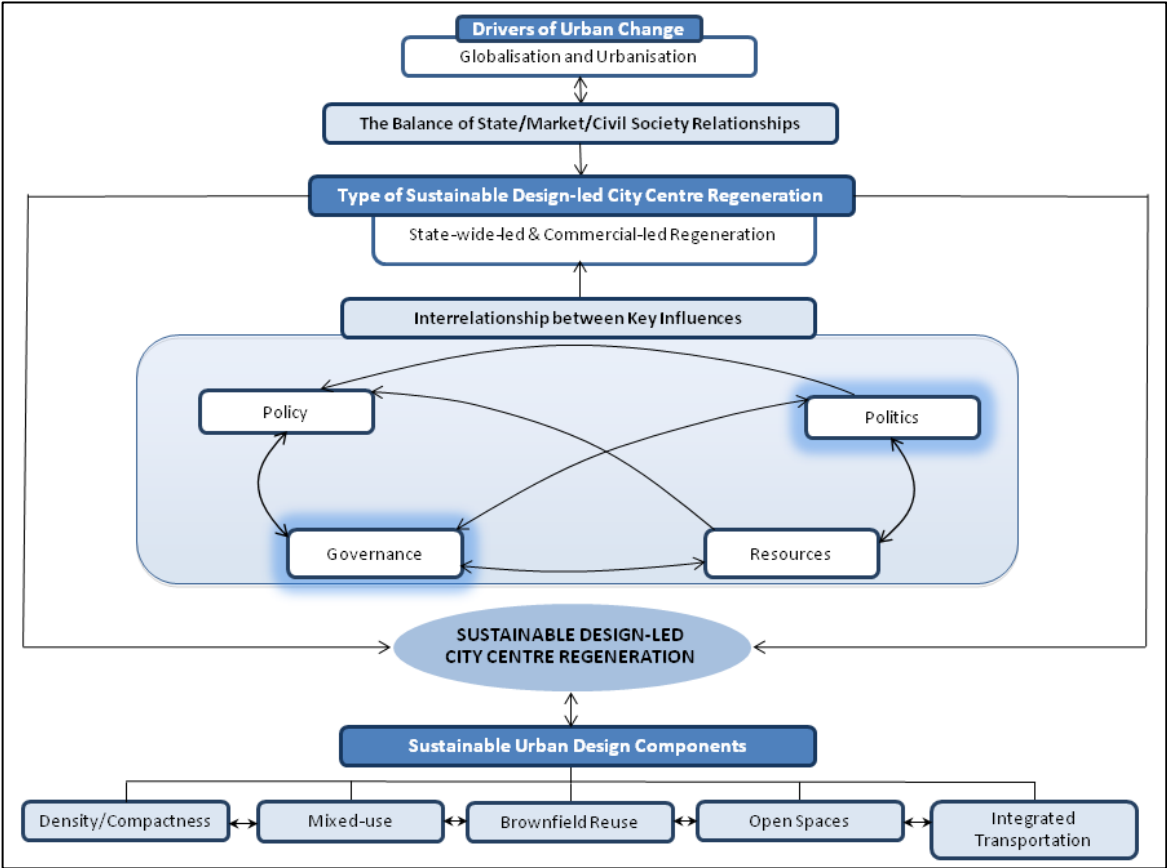 Drivers of Urban Change
Globalisation and Urbanisation
The Balance of State/Market/Civil Society Relationships
Type of Sustainable Design-led City Centre Regeneration
State-wide-led & Commercial-led Regeneration
Interrelationship between Key Influences
Policy
Politics
Governance
Resources
SUSTAINABLE DESIGN-LED
CITY CENTRE REGENERATION
Sustainable Urban Design Components
Density/Compactness
Mixed-use
Brownfield Reuse
Open Spaces
Integrated
Transportation